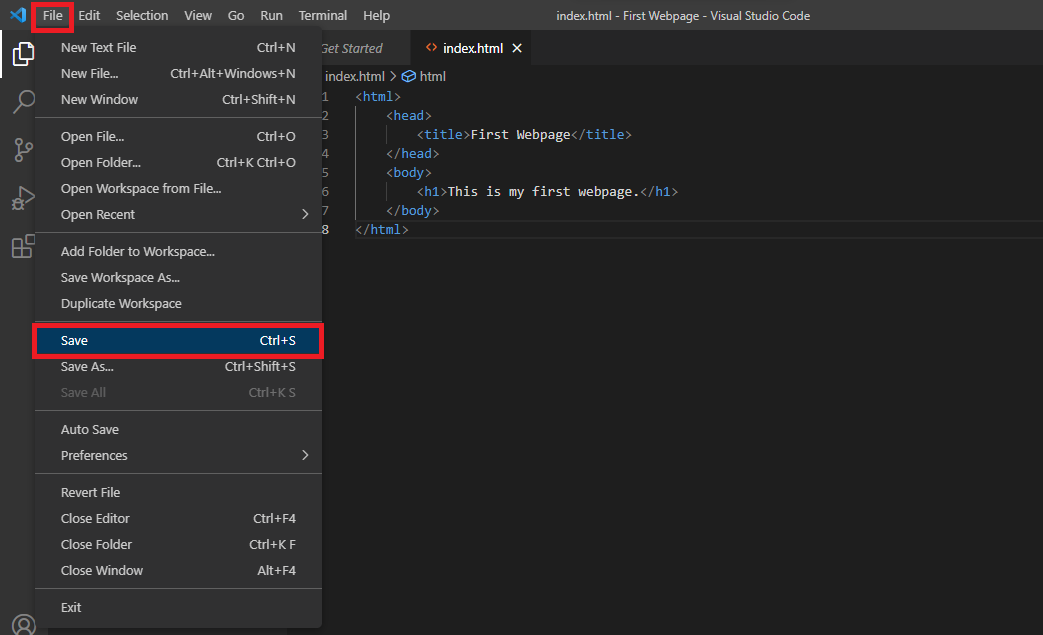 File Edit Selection View Go Run Terminal Help index.html - First Webpage - Visual Studio Code
New Text File Ctrl+N
New File... Ctrl+Alt+Windows+N
New Window Ctrl+Shift+N
Open File... Ctrl+O
Open Folder... Ctrl+K Ctrl+O
Open Workspace from File...
Open Recent
Add Folder to Workspace...
Save Workspace As...
Duplicate Workspace
Save Ctrl+S
Save As... Ctrl+Shift+S
Save All Ctrl+K S
Auto Save
Preferences
Revert File
Close Editor Ctrl+F4
Close Folder Ctrl+K F
Close Window Alt+F4
Exit
Get Started index.html
index.html > html
1 <html>
2 <head>
3 <title>First Webpage</title>
4 </head>
5 <body>
6 <h1>This is my first webpage.</h1>
7 </body>
8 </html>